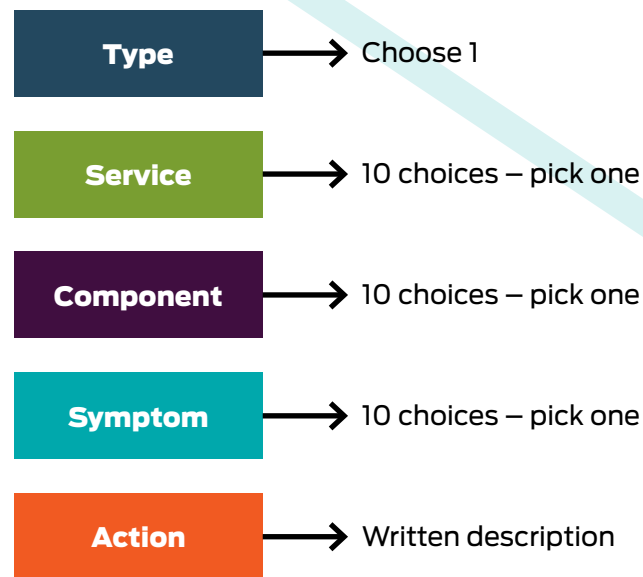 Type
Choose 1
Service
10 choices – pick one
Component
10 choices – pick one
Symptom
10 choices – pick one
Action
Written description